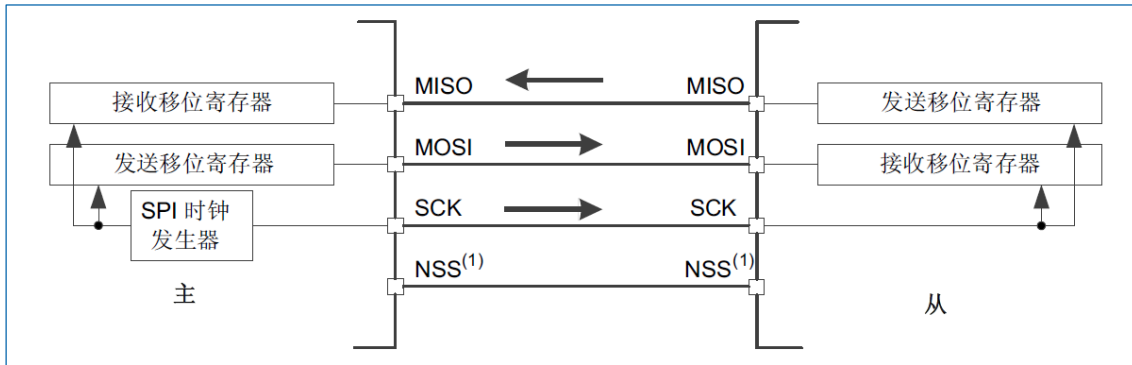 MISO MISO
接收移位寄存器 发送移位寄存器
MOSI MOSI
发送移位寄存器 接收移位寄存器
SPI 时钟
发生器
SCK SCK
NSS(1) NSS(1)
主 从